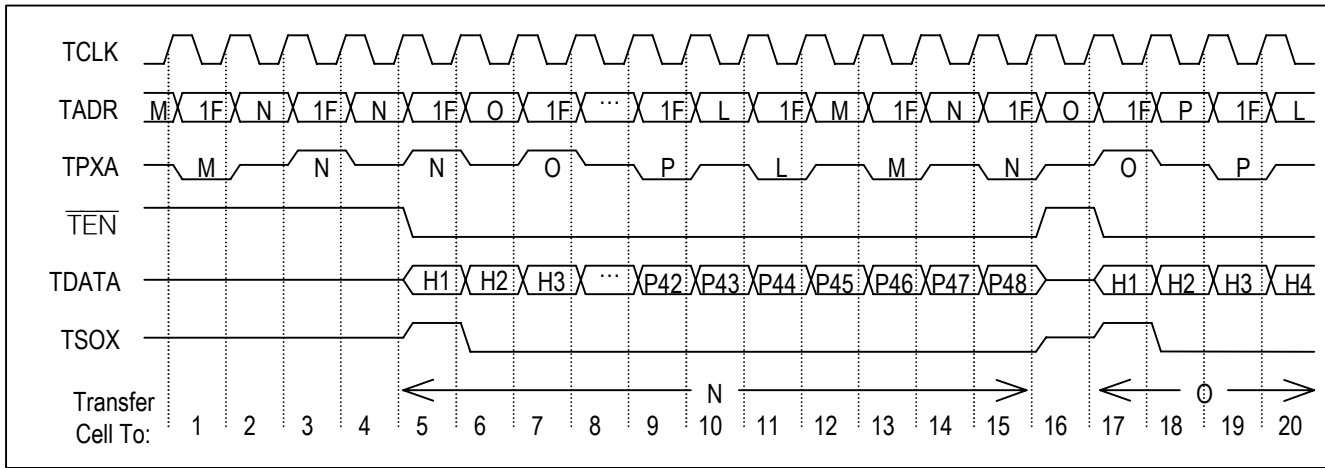 TCLK
TADR M 1F N 1F N 1F O 1F ... 1F L 1F M 1F N 1F O 1F P 1F L
TPXA M N N O P L M N O P
TEN
TDATA H1 H2 H3 ... P42 P43 P44 P45 P46 P47 P48 H1 H2 H3 H4
TSOX
Transfer N O
Cell To: 1 2 3 4 5 6 7 8 9 10 11 12 13 14 15 16 17 18 19 20